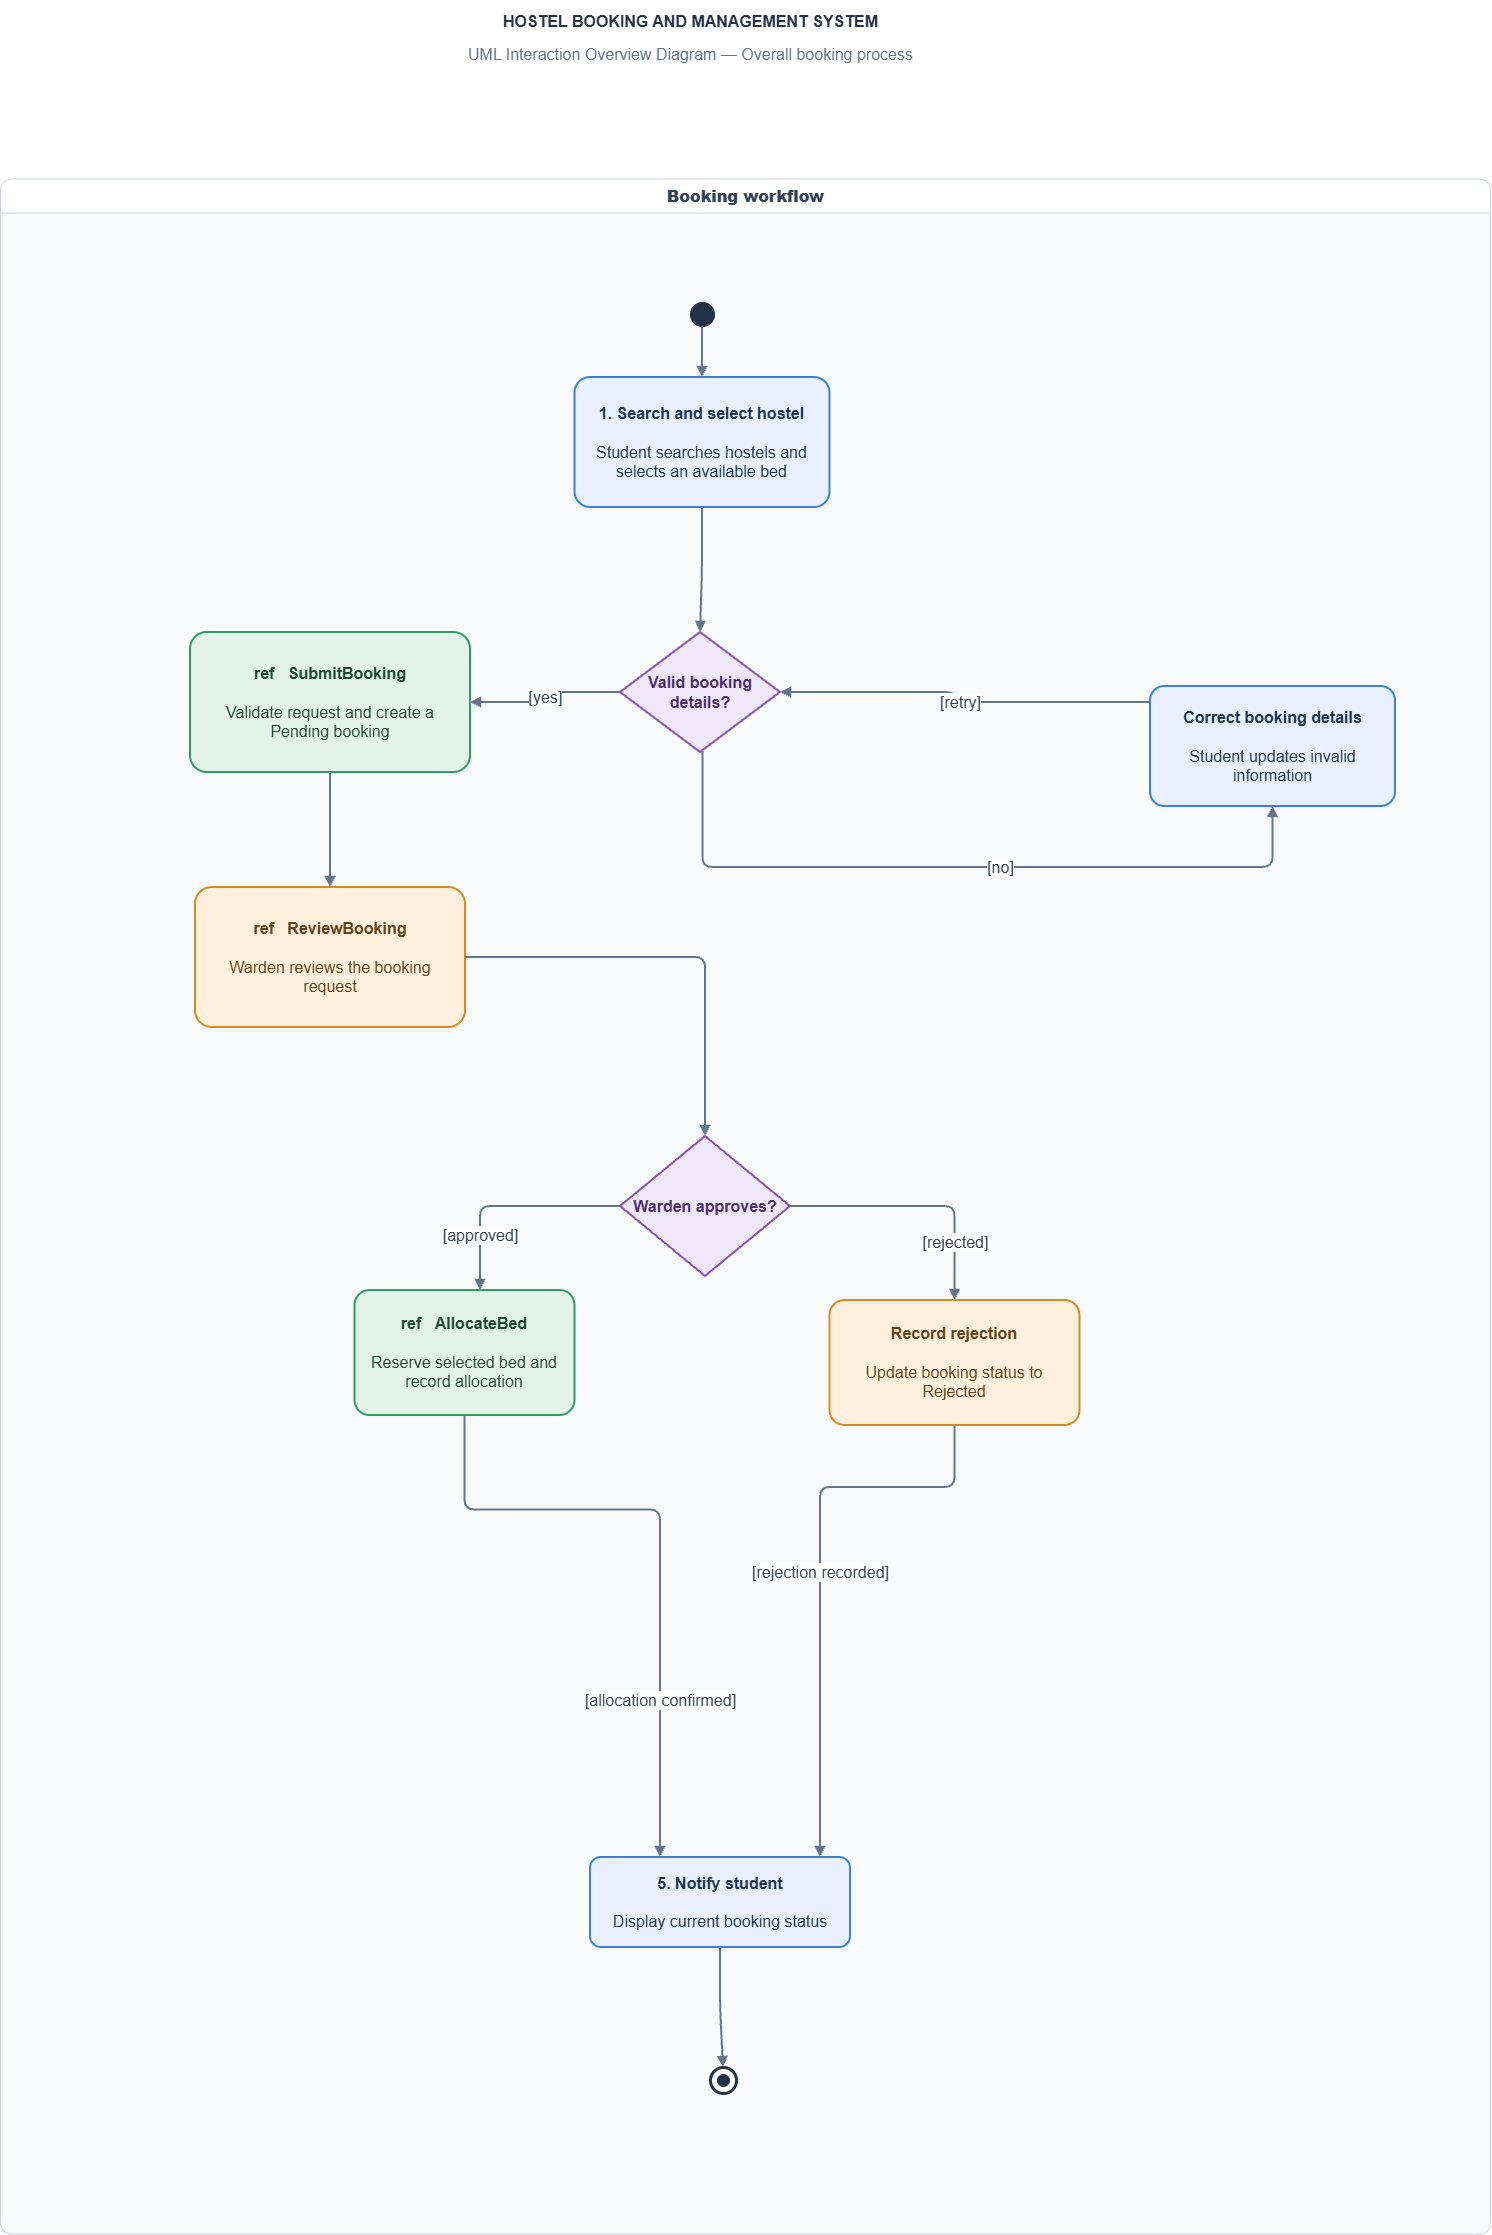 HOSTEL BOOKING AND MANAGEMENT SYSTEM
UML Interaction Overview Diagram — Overall booking process
Booking workflow
1. Search and select hostel
Student searches hostels and
selects an available bed
ref   SubmitBooking
Validate request and create a
Pending booking
[yes]
Valid booking
details?
[retry]
Correct booking details
Student updates invalid
information
[no]
ref   ReviewBooking
Warden reviews the booking
request
Warden approves?
[approved]
[rejected]
ref   AllocateBed
Reserve selected bed and
record allocation
Record rejection
Update booking status to
Rejected
[rejection recorded]
[allocation confirmed]
5. Notify student
Display current booking status